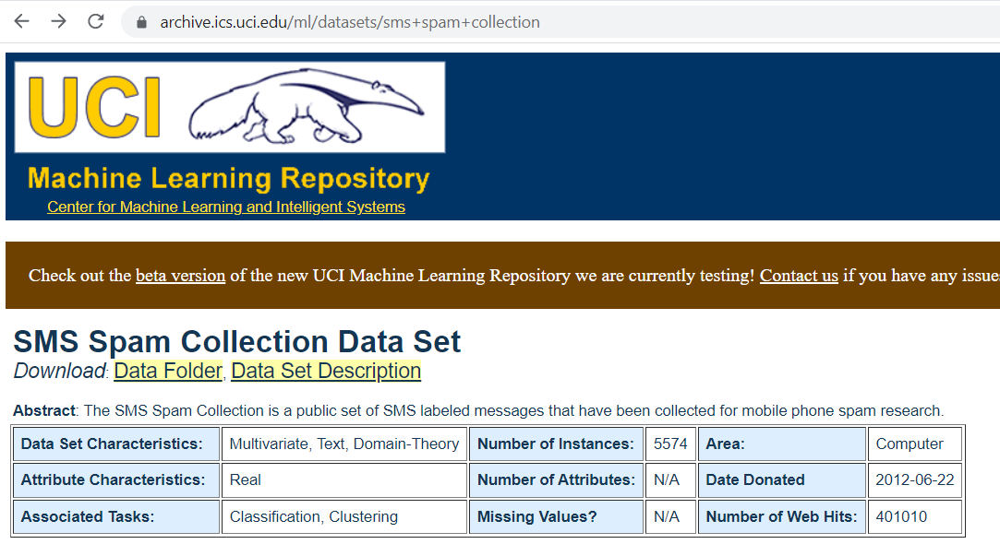 archive.ics.uci.edu/ml/datasets/sms+spam+collection
UCI
Machine Learning Repository
Center for Machine Learning and Intelligent Systems
Check out the beta version of the new UCI Machine Learning Repository we are currently testing! Contact us if you have any issue
SMS Spam Collection Data Set
Download: Data Folder, Data Set Description
Abstract: The SMS Spam Collection is a public set of SMS labeled messages that have been collected for mobile phone spam research.
Data Set Characteristics: Multivariate, Text, Domain-Theory Number of Instances: 5574 Area: Computer
Attribute Characteristics: Real Number of Attributes: N/A Date Donated 2012-06-22
Associated Tasks: Classification, Clustering Missing Values? N/A Number of Web Hits: 401010